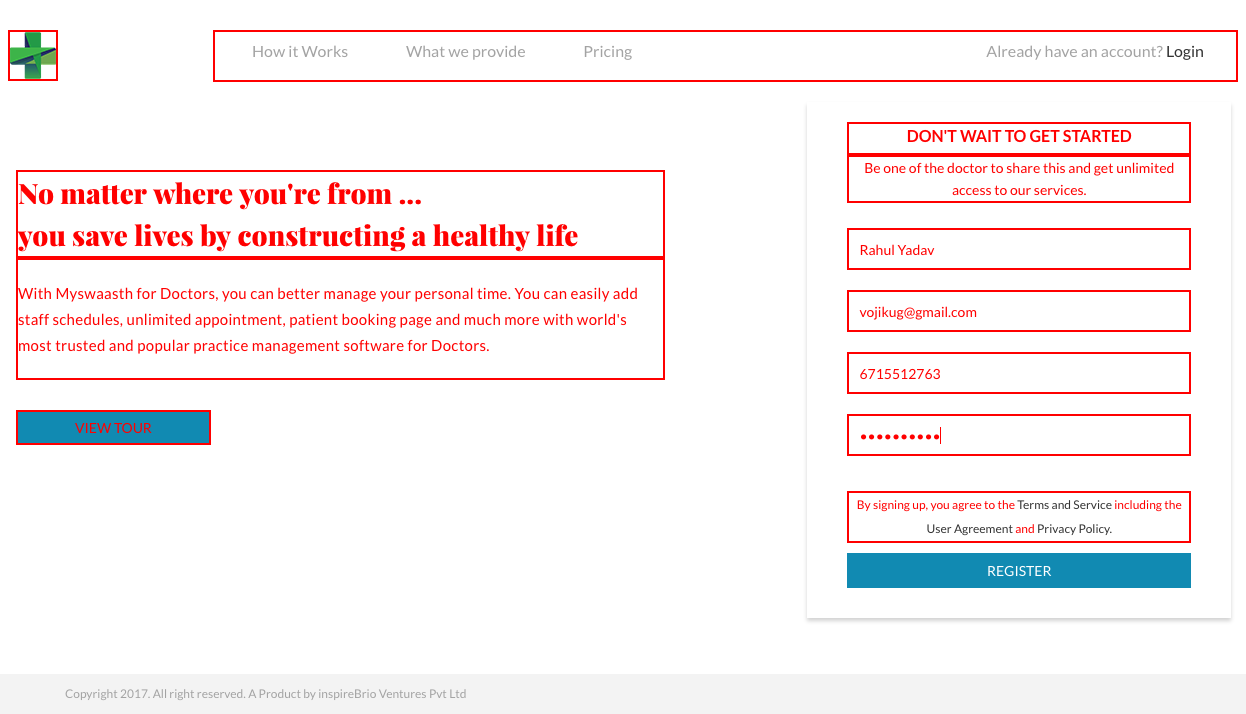 How it Works
What we provide
Pricing
Already have an account? Login
No matter where you're from ...
you save lives by constructing a healthy life
With Myswaasth for Doctors, you can better manage your personal time. You can easily add
staff schedules, unlimited appointment, patient booking page and much more with world's
most trusted and popular practice management software for Doctors.
VIEW TOUR
DON'T WAIT TO GET STARTED
Be one of the doctor to share this and get unlimited
access to our services.
Rahul Yadav
vojikug@gmail.com
6715512763
••••••••••
By signing up, you agree to the Terms and Service including the
User Agreement and Privacy Policy.
REGISTER
Copyright 2017. All right reserved. A Product by inspireBrio Ventures Pvt Ltd